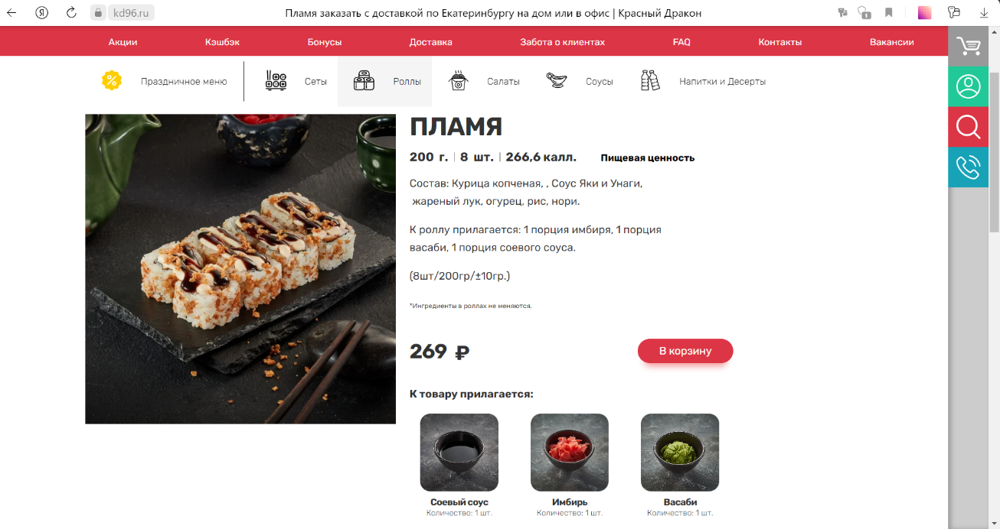 kd96.ru
Пламя заказать с доставкой по Екатеринбургу на дом или в офис | Красный Дракон
1
Акции Кэшбэк Бонусы Доставка Забота о клиентах FAQ Контакты Вакансии
% Праздничное меню Сеты Роллы Салаты Соусы Напитки и Десерты
ПЛАМЯ
200 г. | 8 шт. | 266,6 калл. Пищевая ценность
Состав: Курица копченая, , Соус Яки и Унаги,
жареный лук, огурец, рис, нори.
К роллу прилагается: 1 порция имбиря, 1 порция
васаби, 1 порция соевого соуса.
(8шт/200гр/±10гр.)
*Ингредиенты в роллах не меняются.
269 ₽ В корзину
К товару прилагается:
Соевый соус Имбирь Васаби
Количество: 1 шт. Количество: 1 шт. Количество: 1 шт.